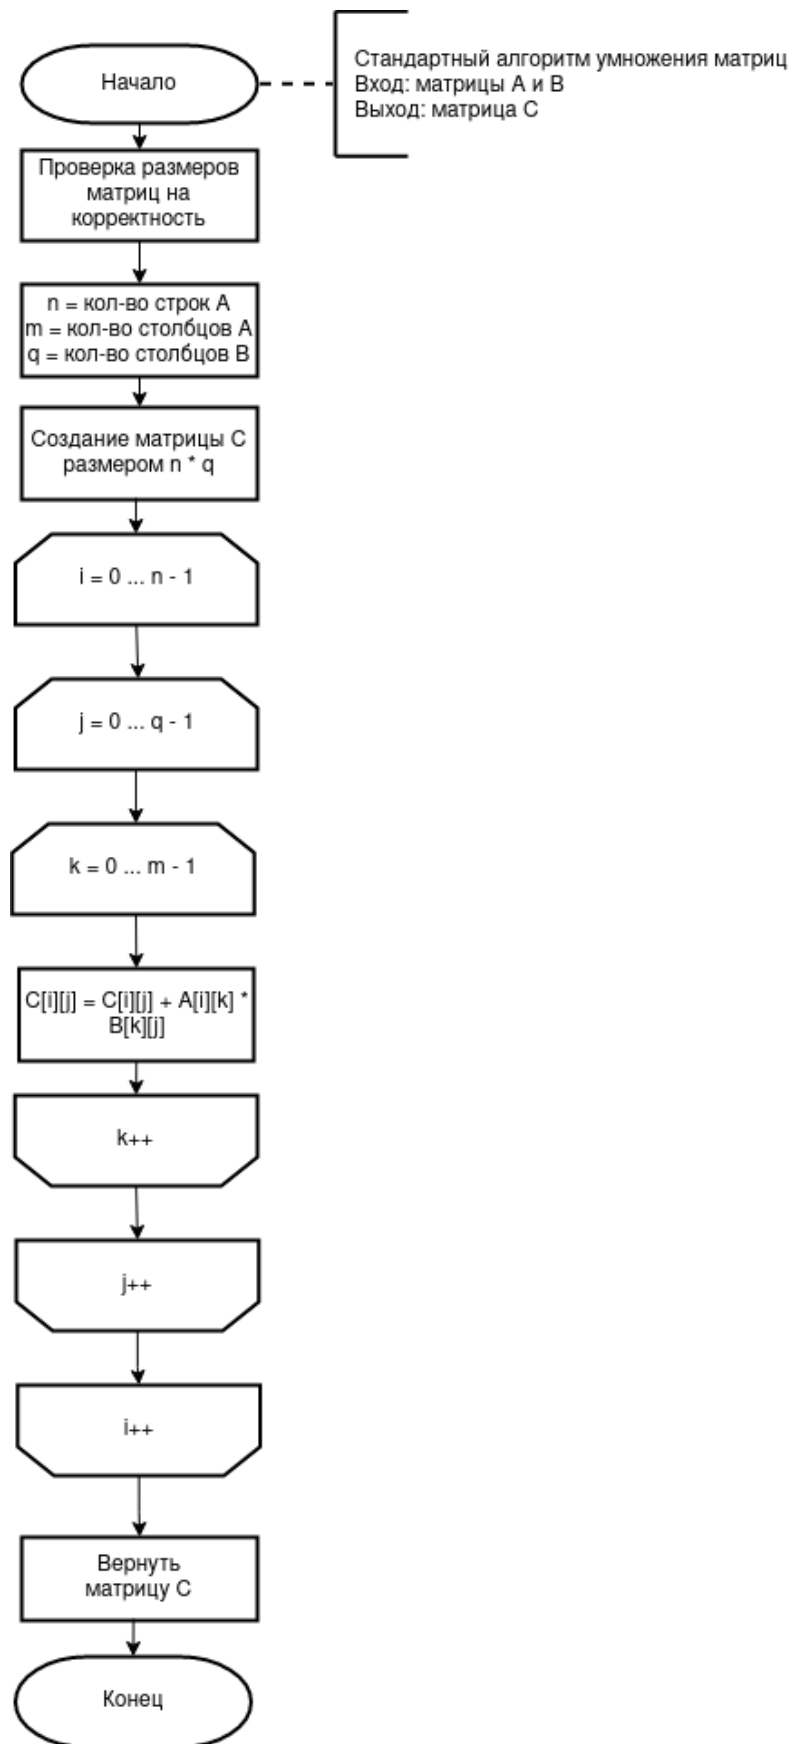 Начало
Стандартный алгоритм умножения матриц
Вход: матрицы A и B
Выход: матрица C
Проверка размеров
матриц на
корректность
n = кол-во строк A
m = кол-во столбцов A
q = кол-во столбцов B
Создание матрицы C
размером n * q
i = 0 ... n - 1
j = 0 ... q - 1
k = 0 ... m - 1
C[i][j] = C[i][j] + A[i][k] *
B[k][j]
k++
j++
i++
Вернуть
матрицу C
Конец